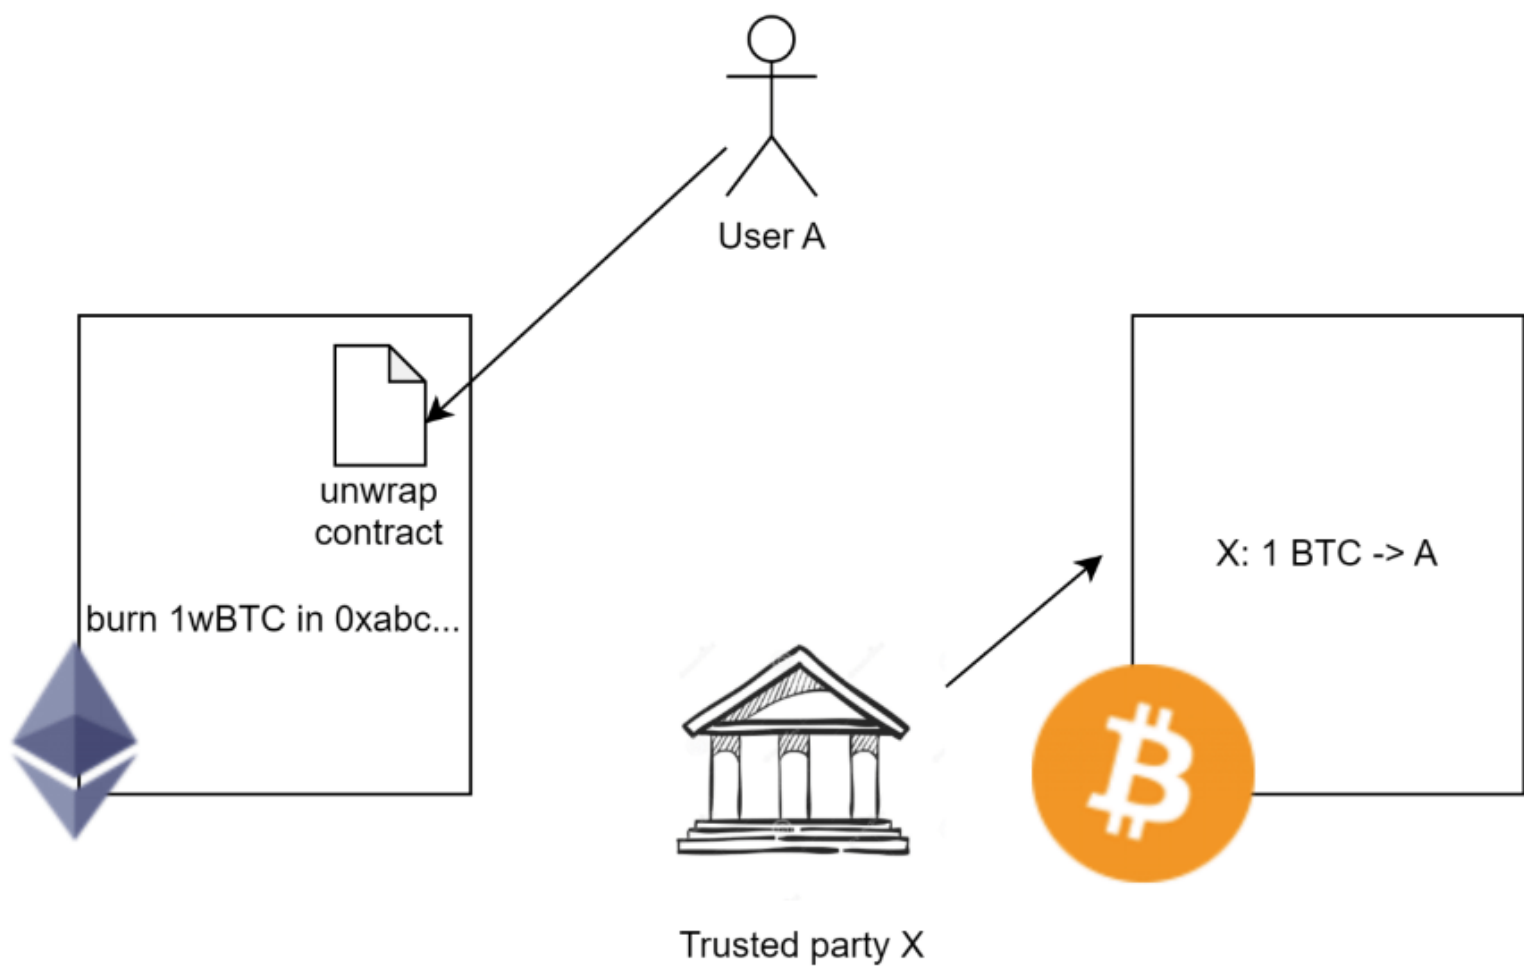 User A
unwrap
contract
burn 1wBTC in 0xabc...
X: 1 BTC -> A
Trusted party X